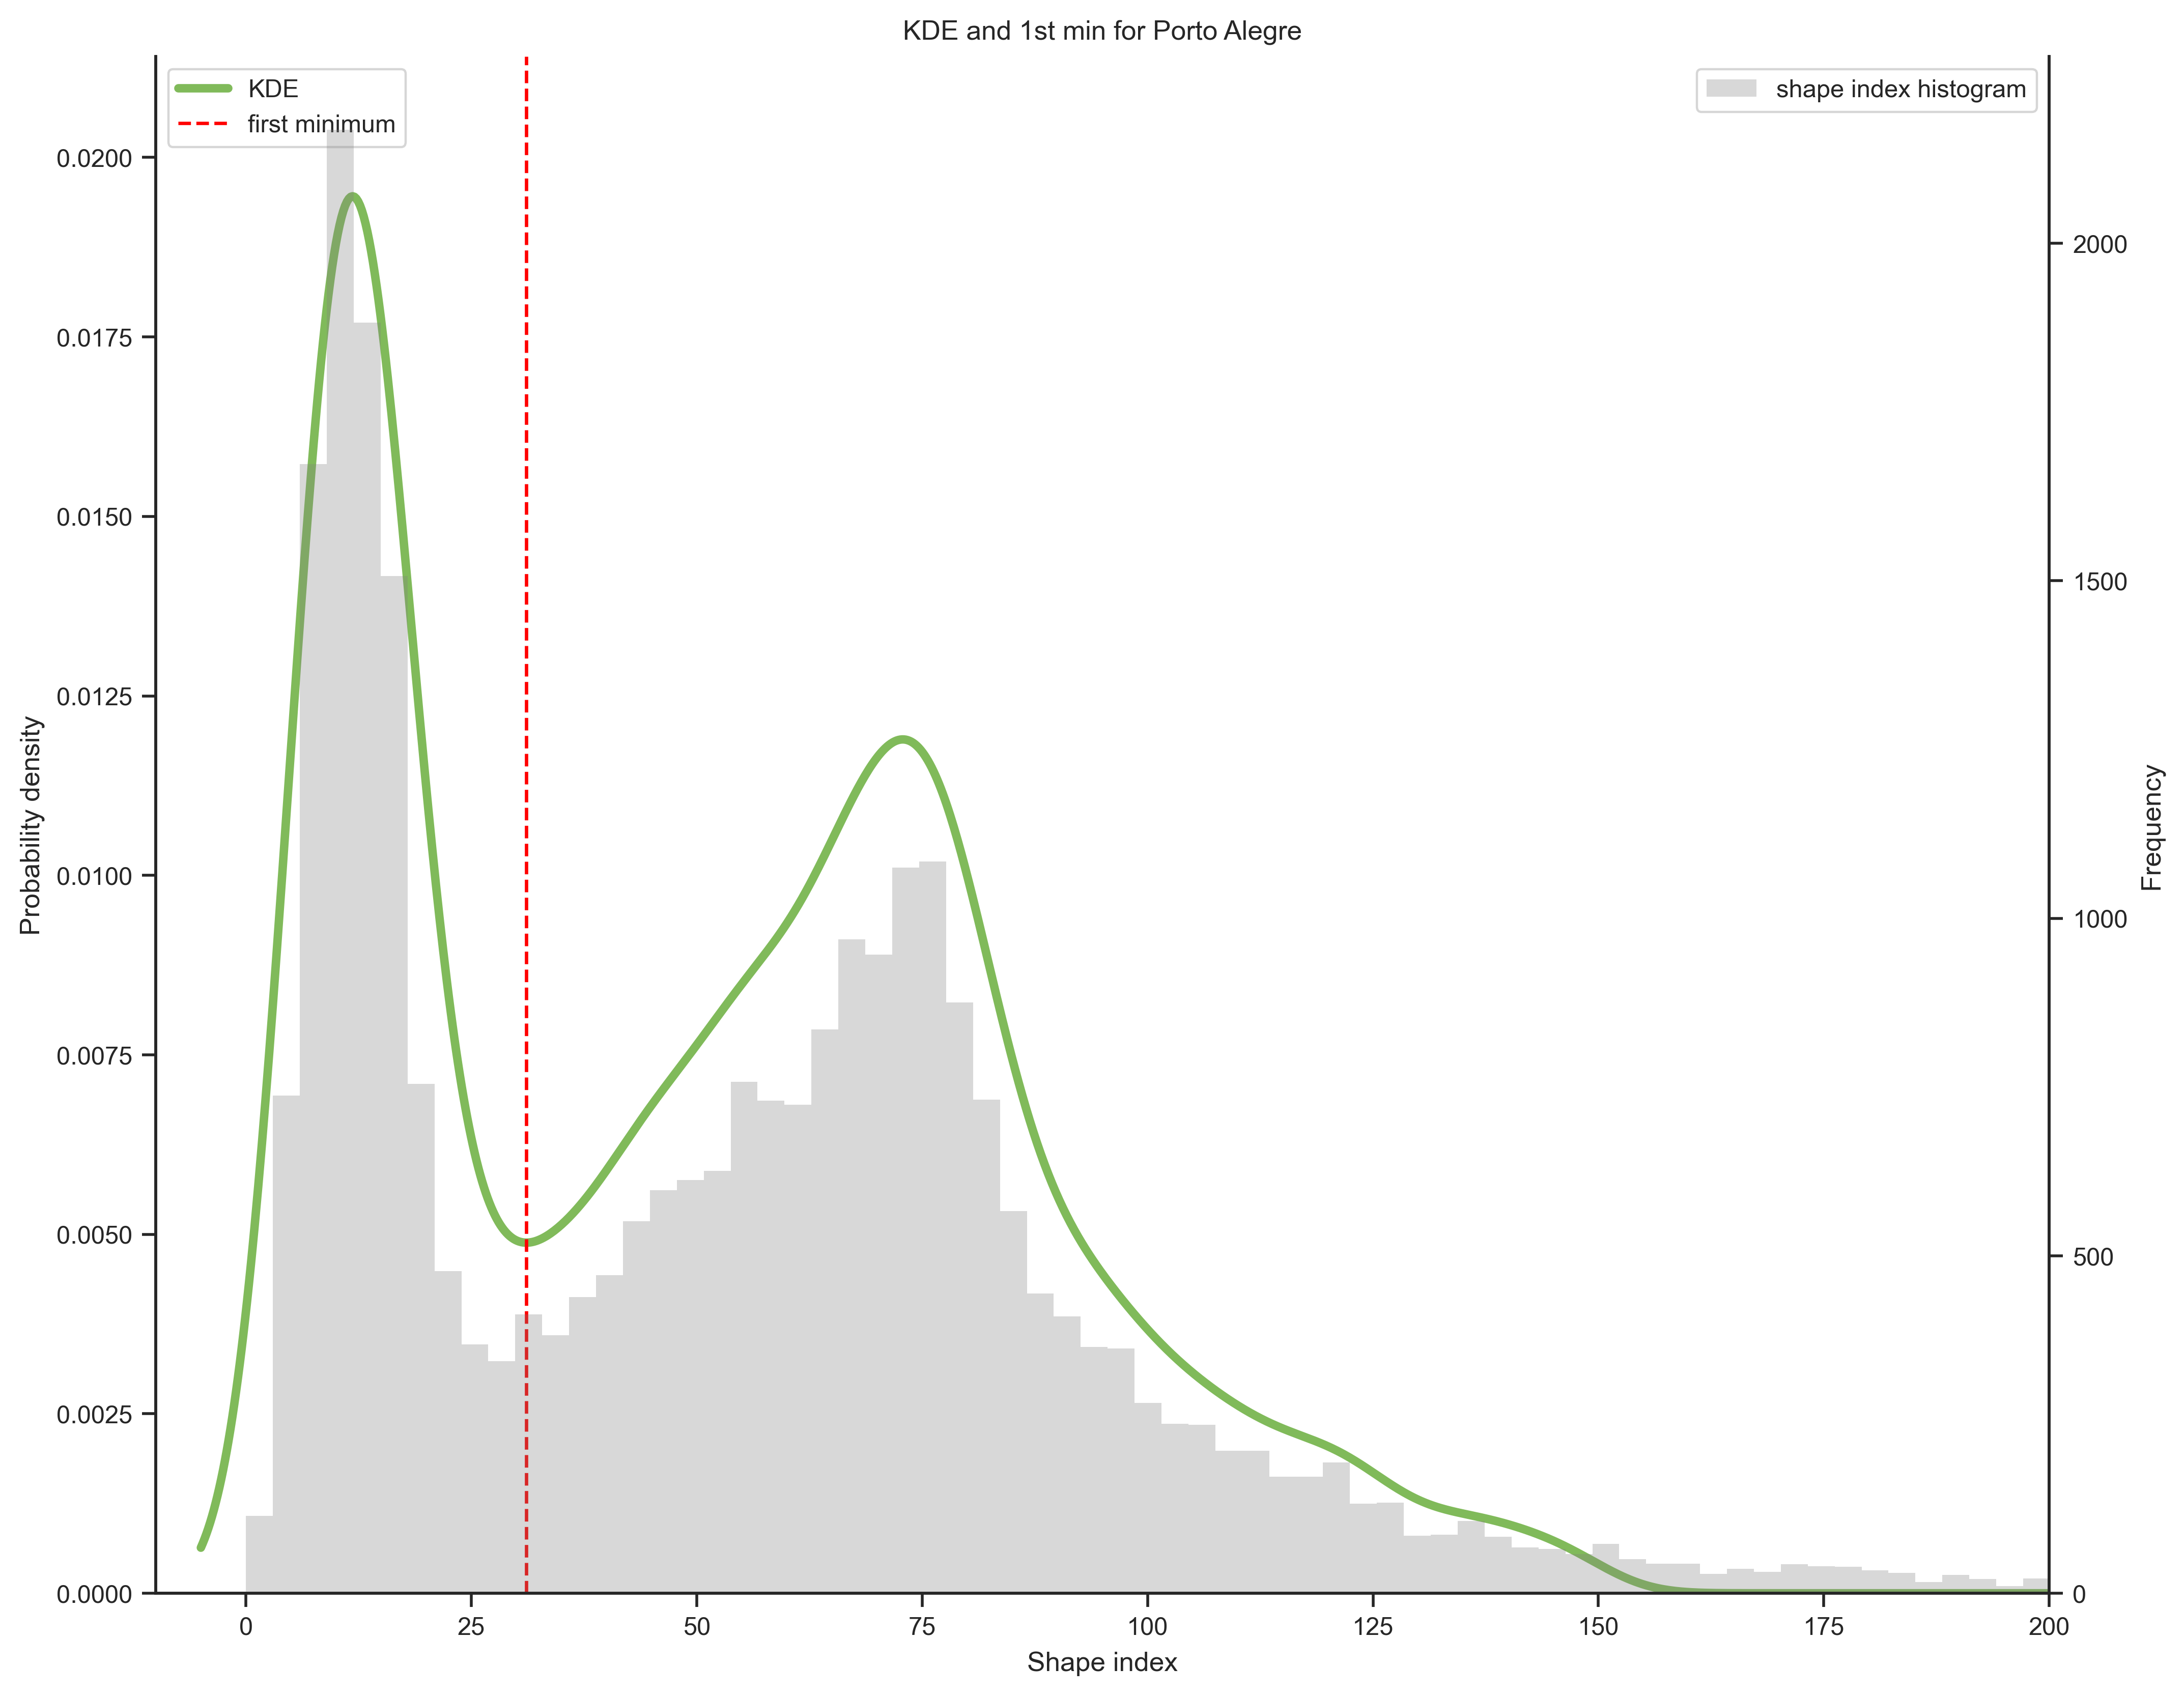 KDE and 1st min for Porto Alegre
KDE
first minimum
shape index histogram
0.0200
0.0175
0.0150
0.0125
0.0100
0.0075
0.0050
0.0025
0.0000
Probability density
2000
1500
1000
500
0
Frequency
0 25 50 75 100 125 150 175 200
Shape index